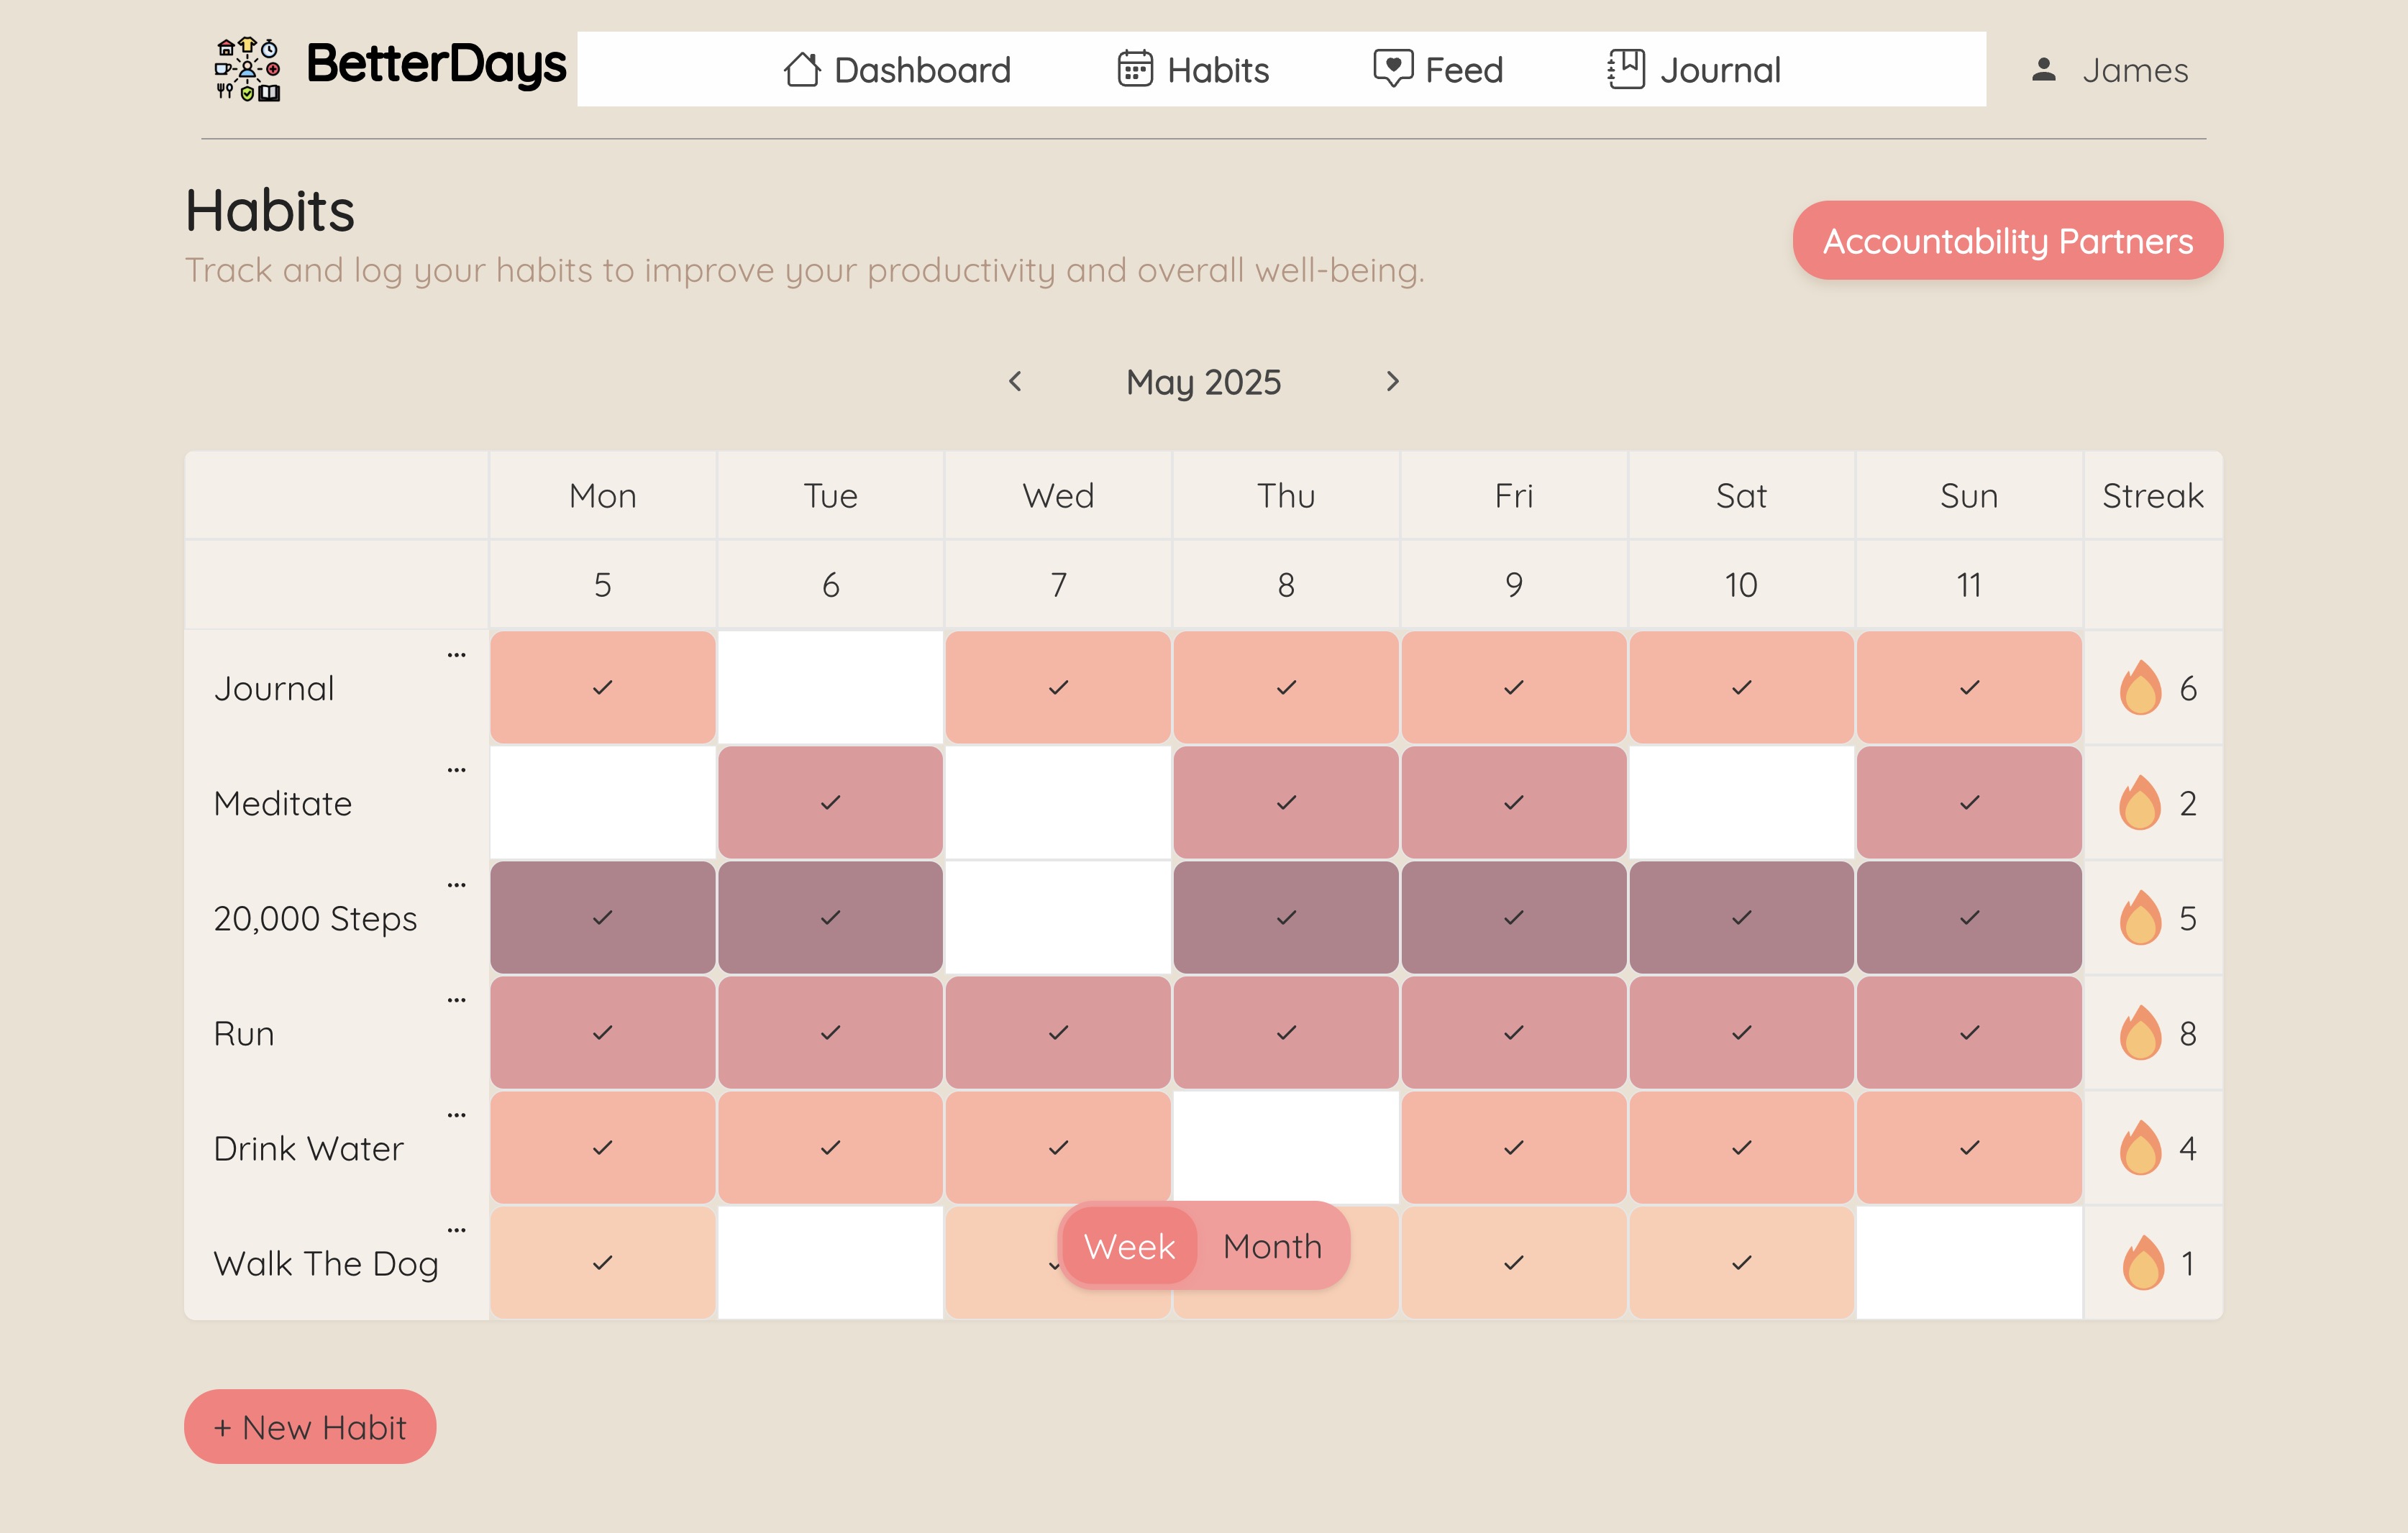 BetterDays Dashboard Habits Feed Journal James
Habits
Track and log your habits to improve your productivity and overall well-being.
Accountability Partners
May 2025
Mon Tue Wed Thu Fri Sat Sun Streak
5 6 7 8 9 10 11
Journal 6
Meditate 2
20,000 Steps 5
Run 8
Drink Water 4
Walk The Dog 1
Week Month
+ New Habit